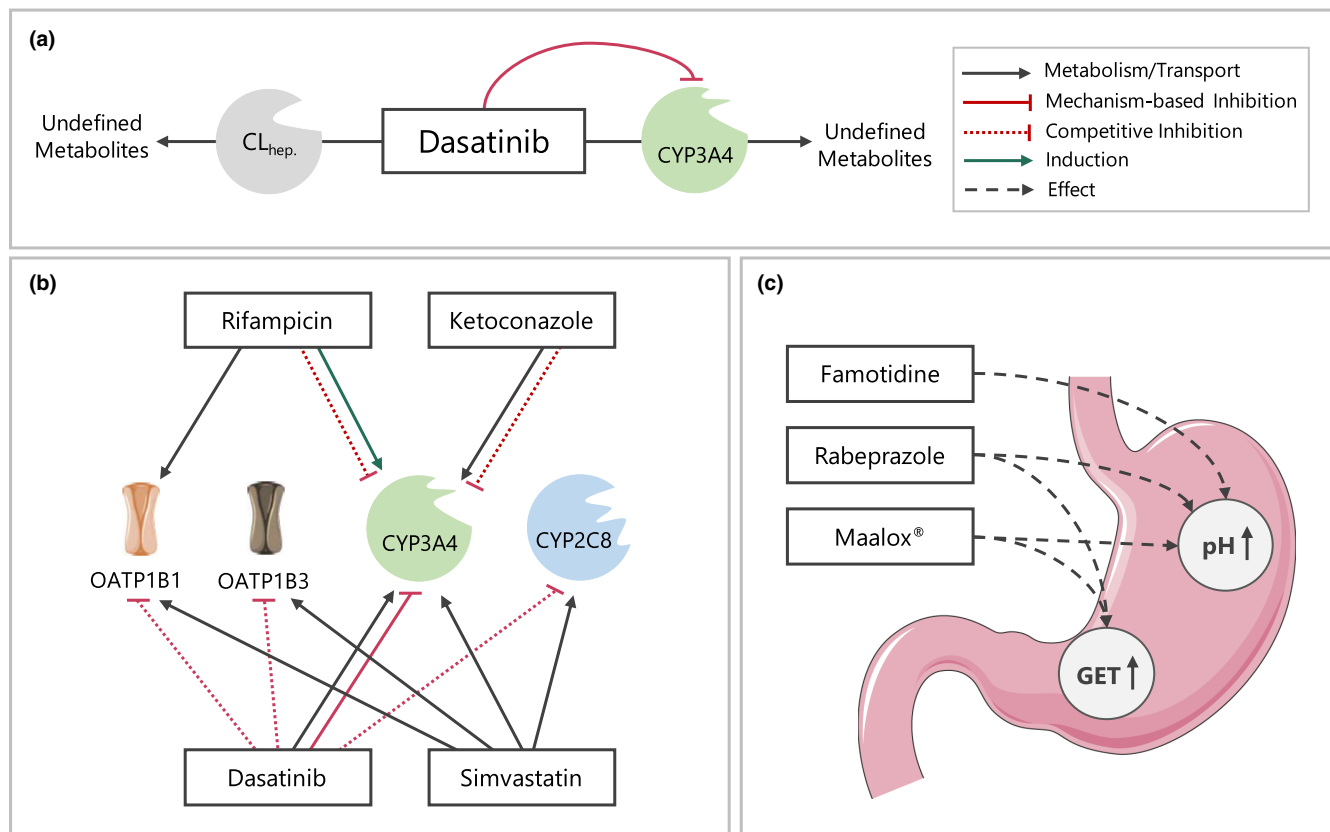 (a)
Undefined
Metabolites
CLhep.
Dasatinib
CYP3A4
Undefined
Metabolites
Metabolism/Transport
Mechanism-based Inhibition
Competitive Inhibition
Induction
Effect
(b)
Rifampicin
Ketoconazole
CYP3A4
CYP2C8
OATP1B1
OATP1B3
Dasatinib
Simvastatin
(c)
Famotidine
Rabeprazole
Maalox®
pH ↑
GET ↑